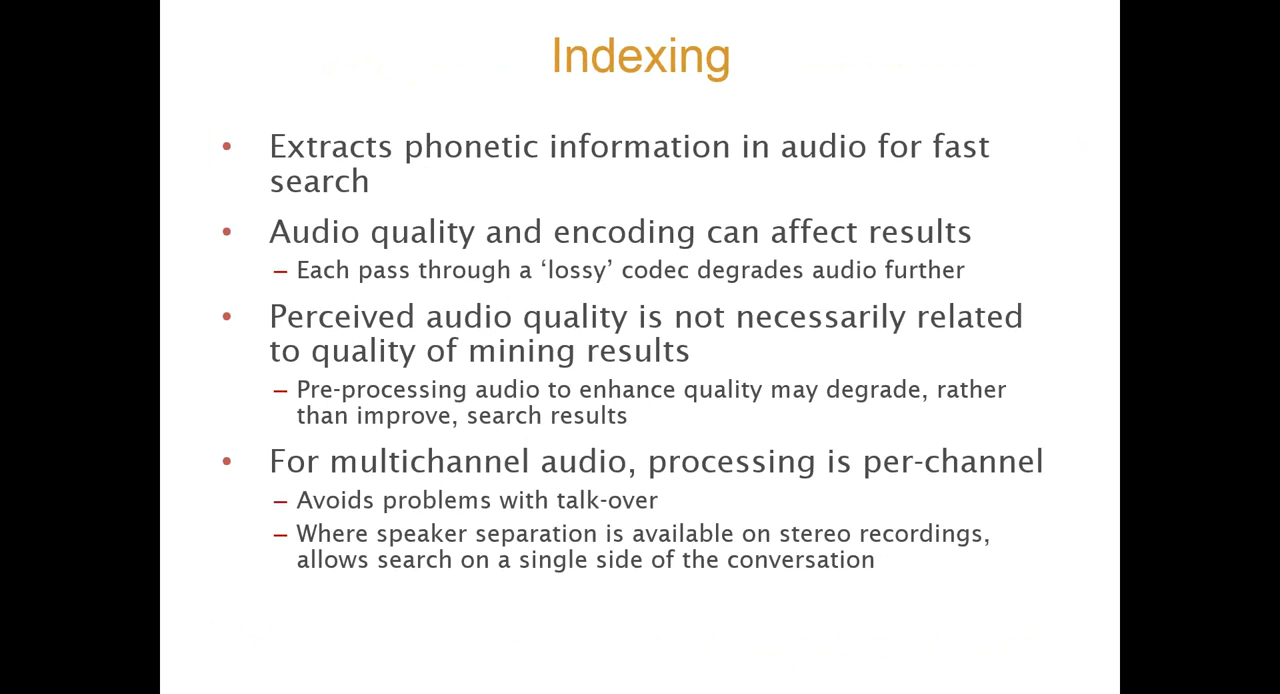 Indexing
• Extracts phonetic information in audio for fast
search
• Audio quality and encoding can affect results
– Each pass through a ‘lossy’ codec degrades audio further
• Perceived audio quality is not necessarily related
to quality of mining results
– Pre-processing audio to enhance quality may degrade, rather
than improve, search results
• For multichannel audio, processing is per-channel
– Avoids problems with talk-over
– Where speaker separation is available on stereo recordings,
allows search on a single side of the conversation